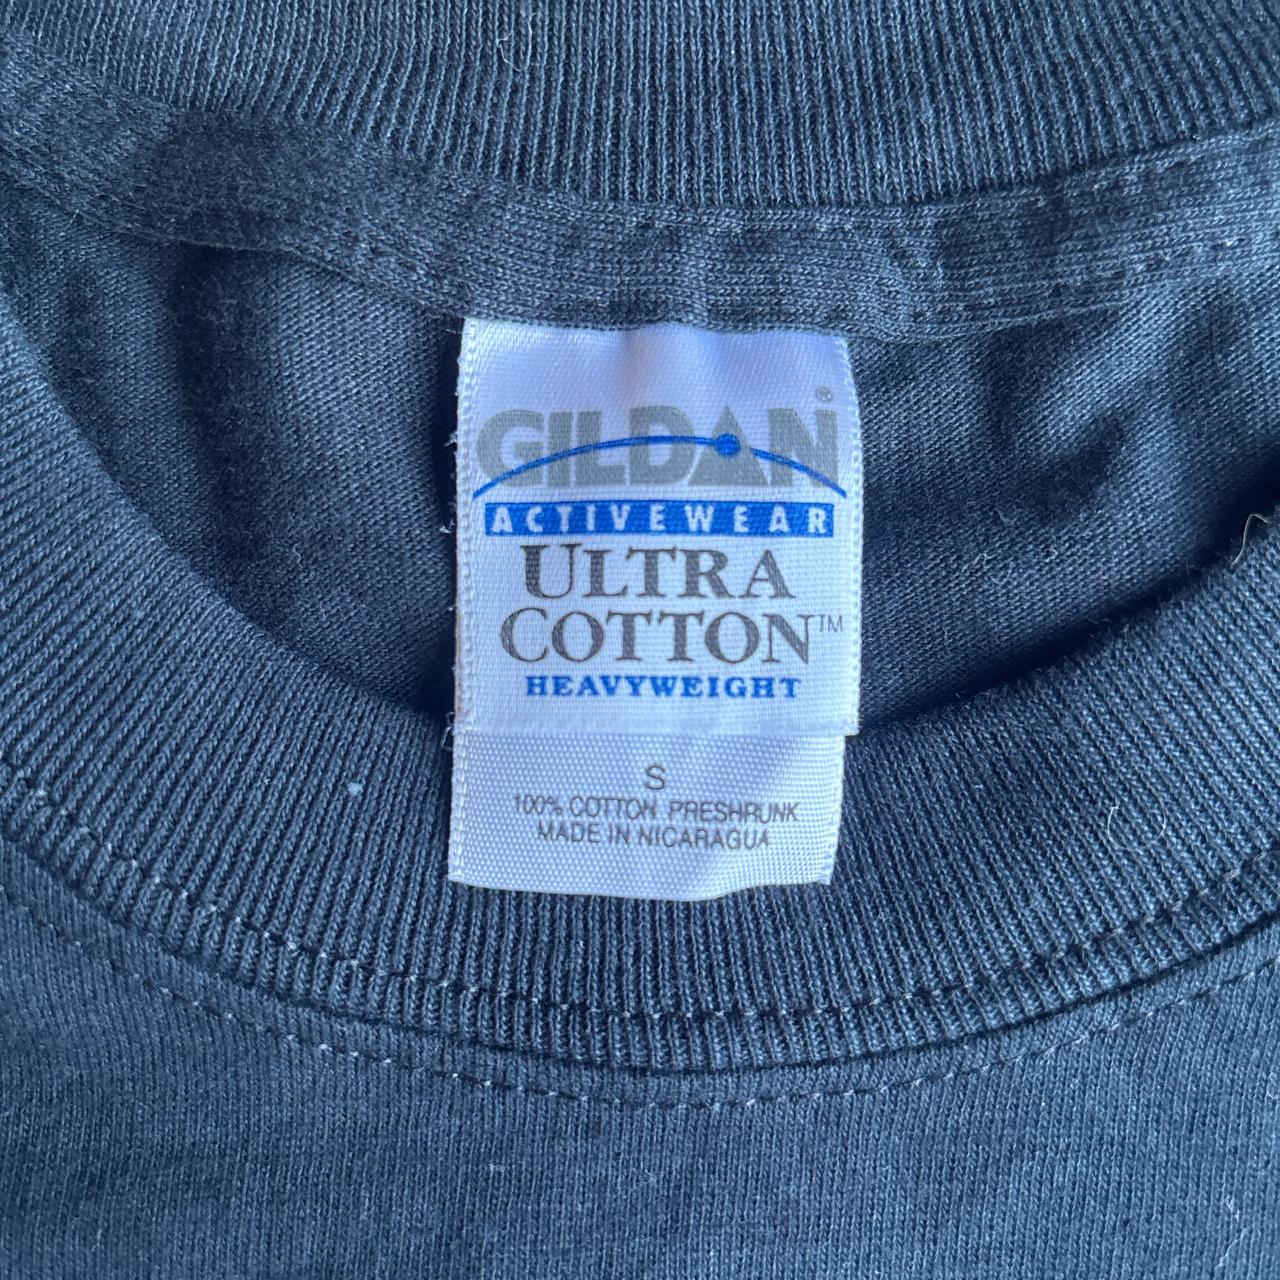 GILDAN®
ACTIVEWEAR
ULTRA
COTTON™
HEAVYWEIGHT
S
100% COTTON PRESHRUNK
MADE IN NICARAGUA